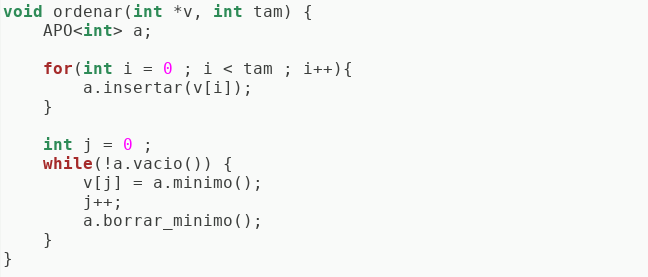 void ordenar(int *v, int tam) {
    APO<int> a;

    for(int i = 0 ; i < tam ; i++){
        a.insertar(v[i]);
    }

    int j = 0 ;
    while(!a.vacio()) {
        v[j] = a.minimo();
        j++;
        a.borrar_minimo();
    }
}